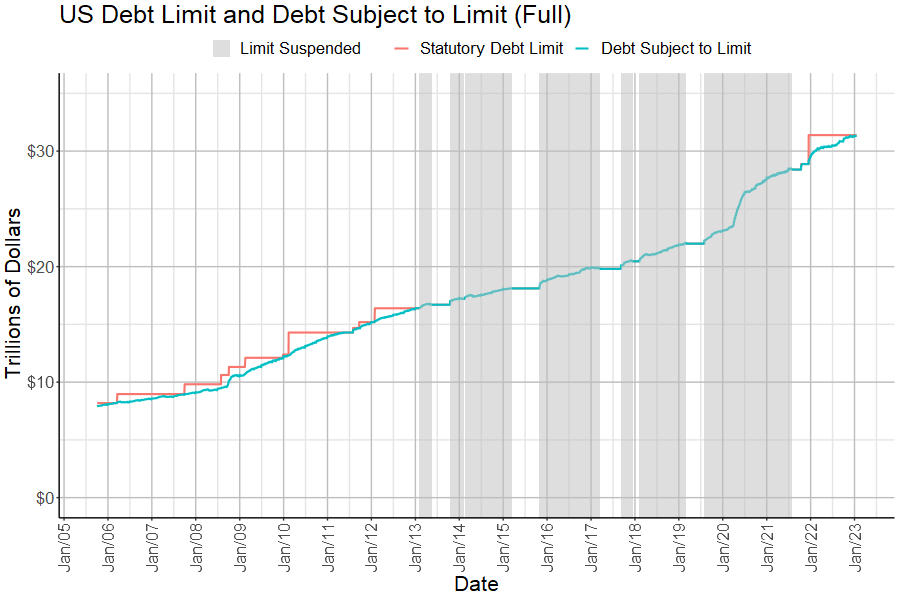 US Debt Limit and Debt Subject to Limit (Full)
Limit Suspended Statutory Debt Limit Debt Subject to Limit
Trillions of Dollars
$30
$20
$10
$0
Jan/05 Jan/06 Jan/07 Jan/08 Jan/09 Jan/10 Jan/11 Jan/12 Jan/13 Jan/14 Jan/15 Jan/16 Jan/17 Jan/18 Jan/19 Jan/20 Jan/21 Jan/22 Jan/23
Date